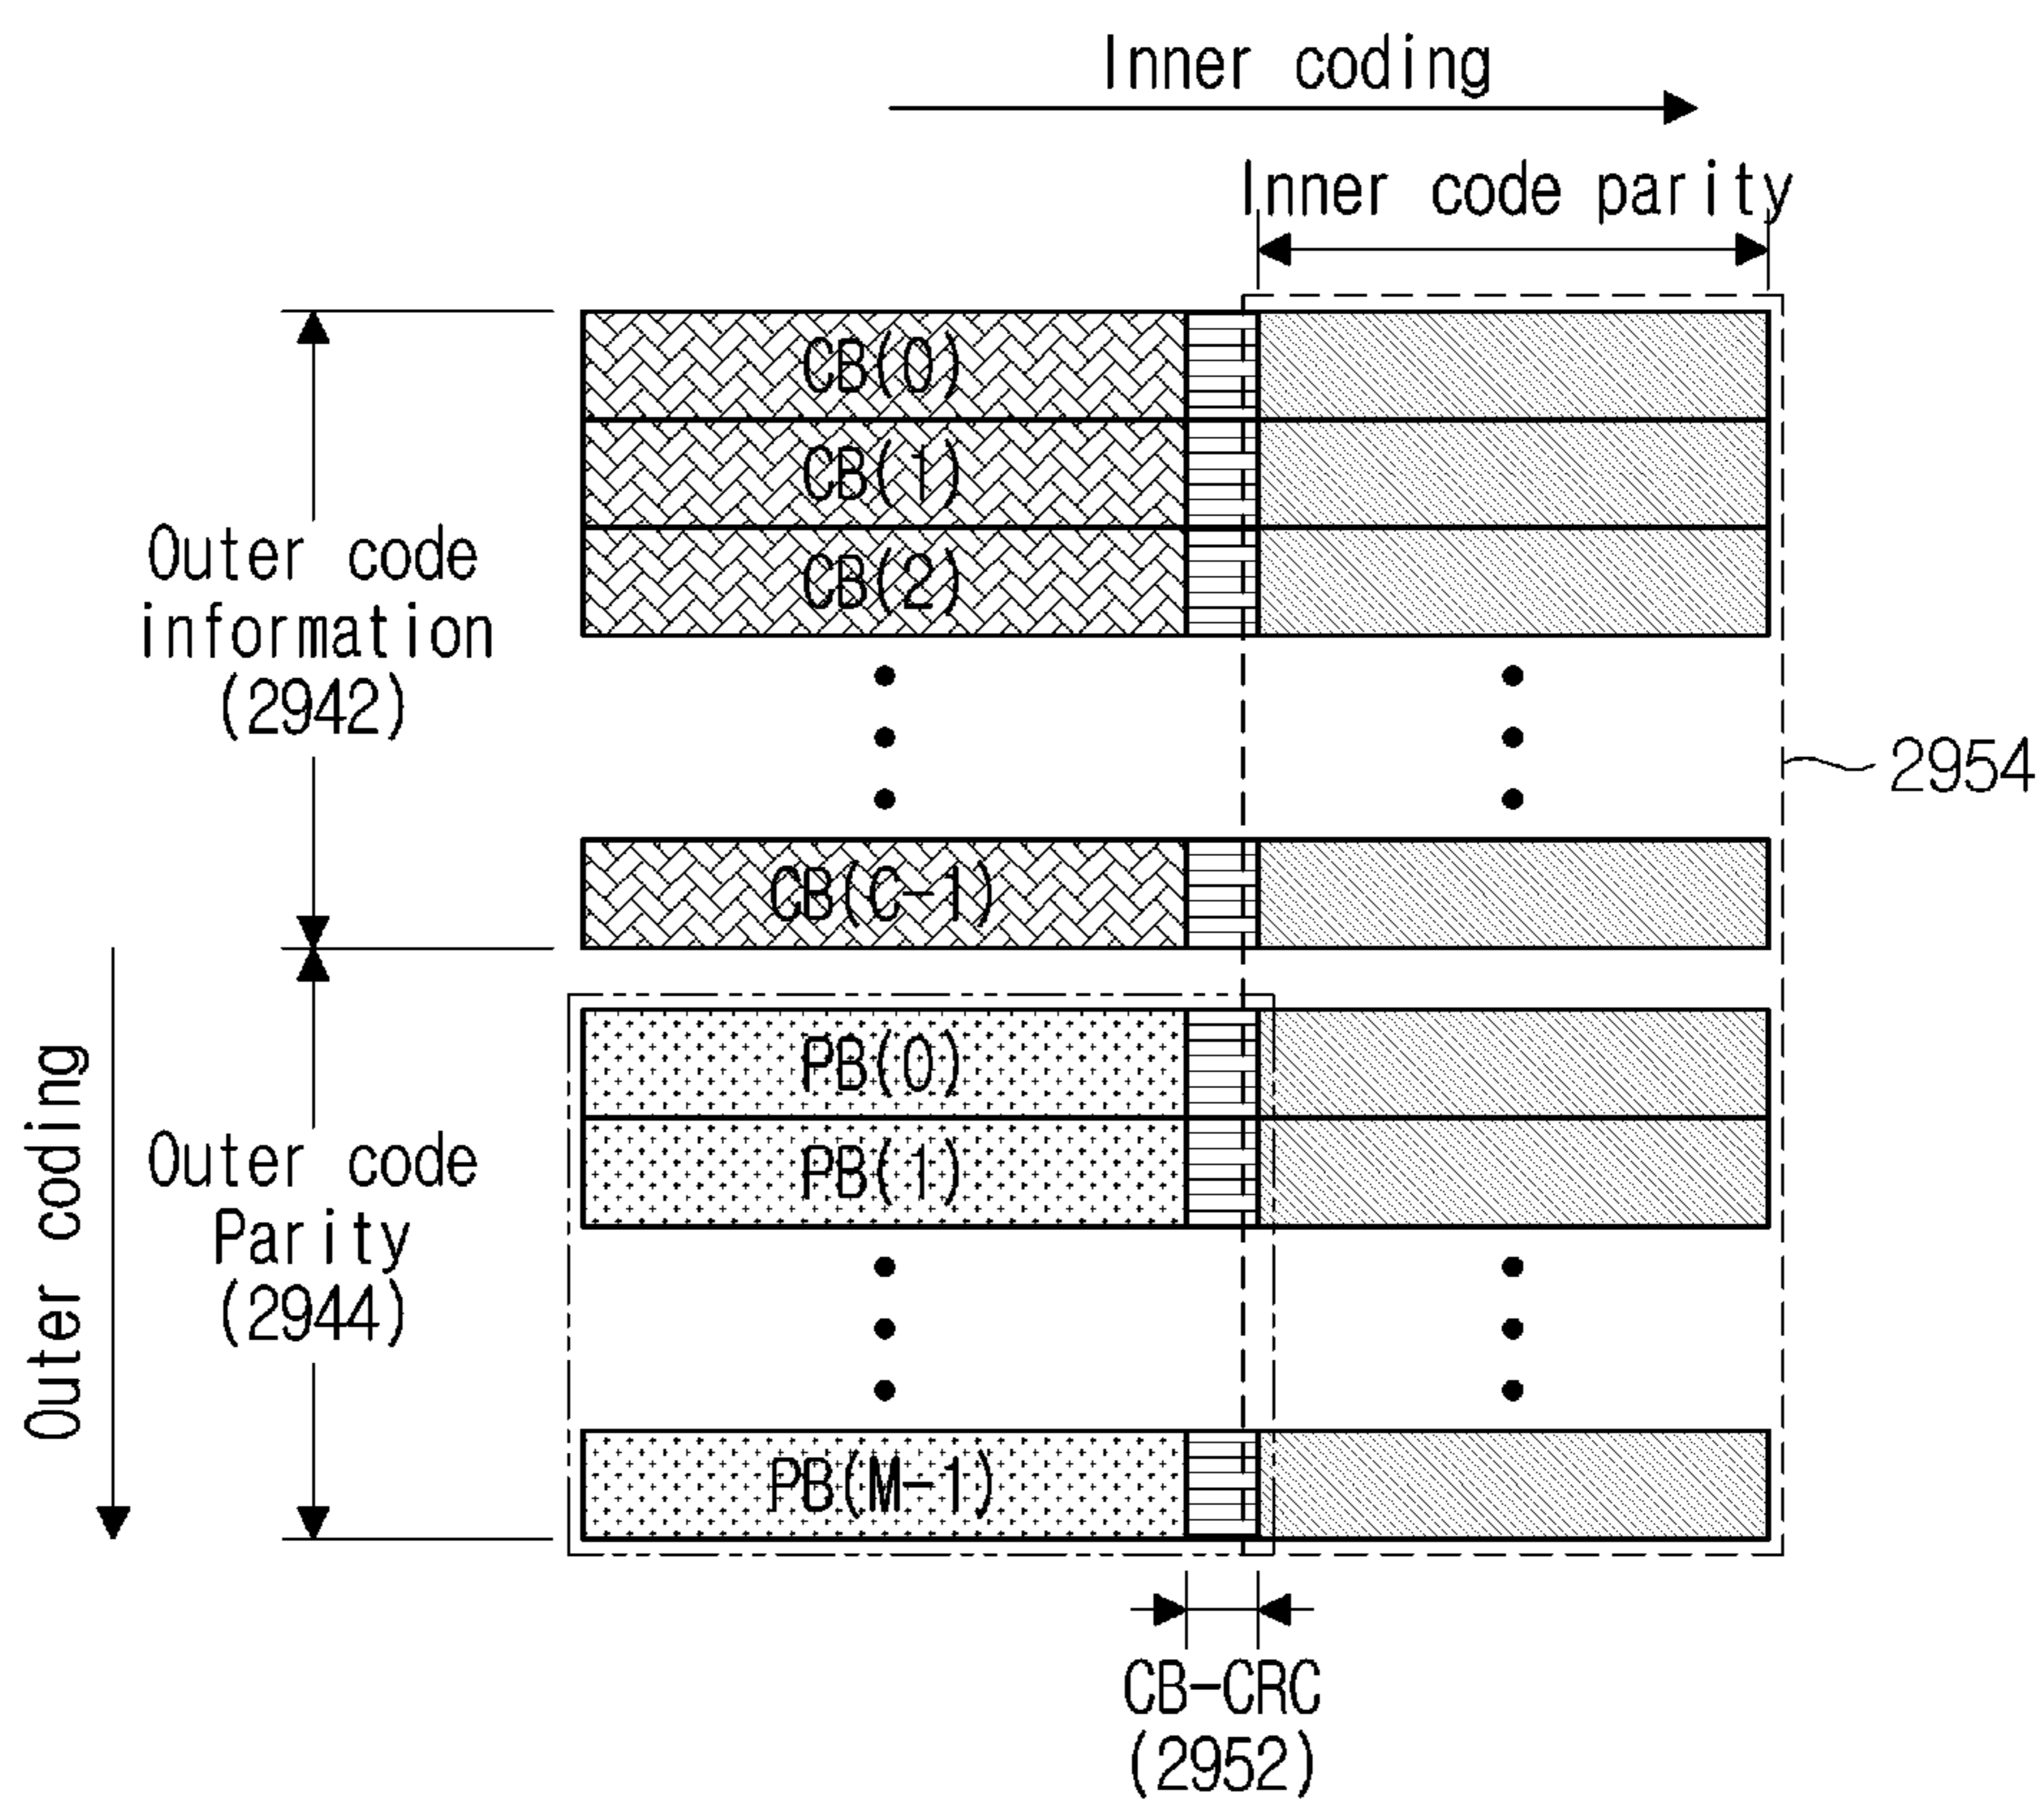 Inner coding
Inner code parity
CB(0)
CB(1)
CB(2)
Outer code
information
(2942)
2954
CB(C-1)
Outer coding
PB(0)
PB(1)
Outer code
Parity
(2944)
PB(M-1)
CB-CRC
(2952)